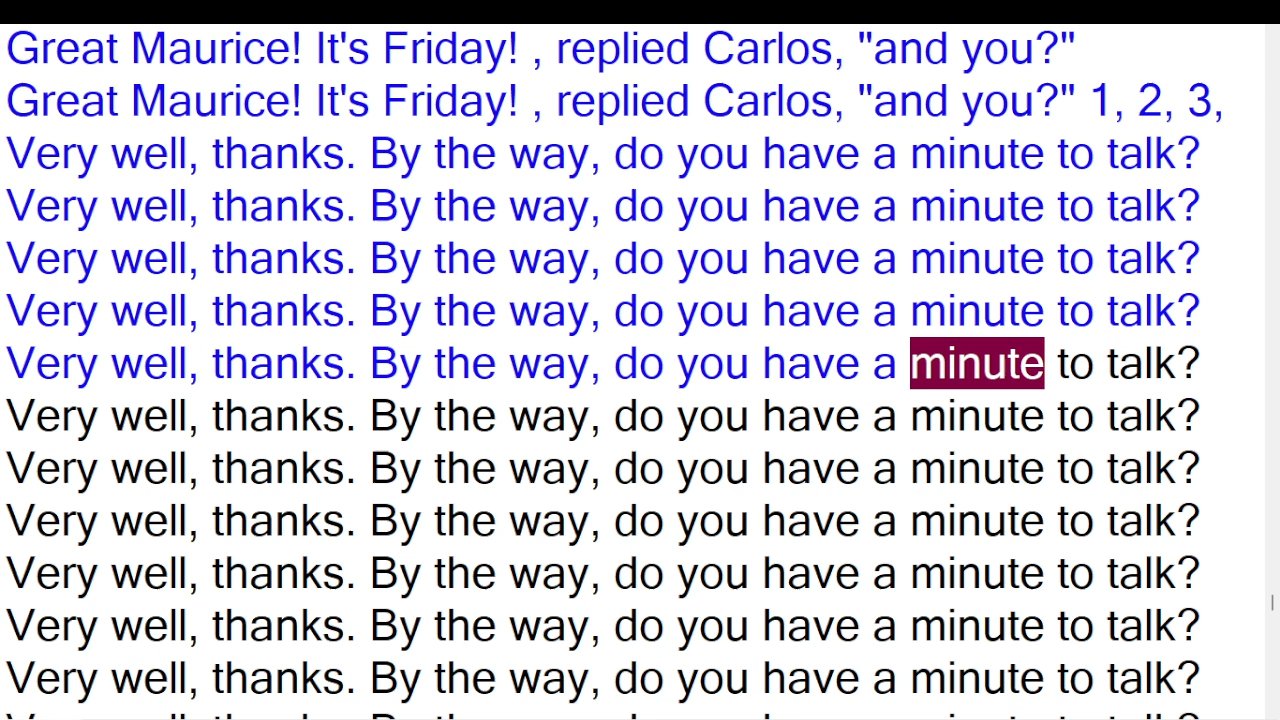 Great Maurice! It's Friday! , replied Carlos, "and you?"
Great Maurice! It's Friday! , replied Carlos, "and you?" 1, 2, 3,
Very well, thanks. By the way, do you have a minute to talk?
Very well, thanks. By the way, do you have a minute to talk?
Very well, thanks. By the way, do you have a minute to talk?
Very well, thanks. By the way, do you have a minute to talk?
Very well, thanks. By the way, do you have a minute to talk?
Very well, thanks. By the way, do you have a minute to talk?
Very well, thanks. By the way, do you have a minute to talk?
Very well, thanks. By the way, do you have a minute to talk?
Very well, thanks. By the way, do you have a minute to talk?
Very well, thanks. By the way, do you have a minute to talk?
Very well, thanks. By the way, do you have a minute to talk?